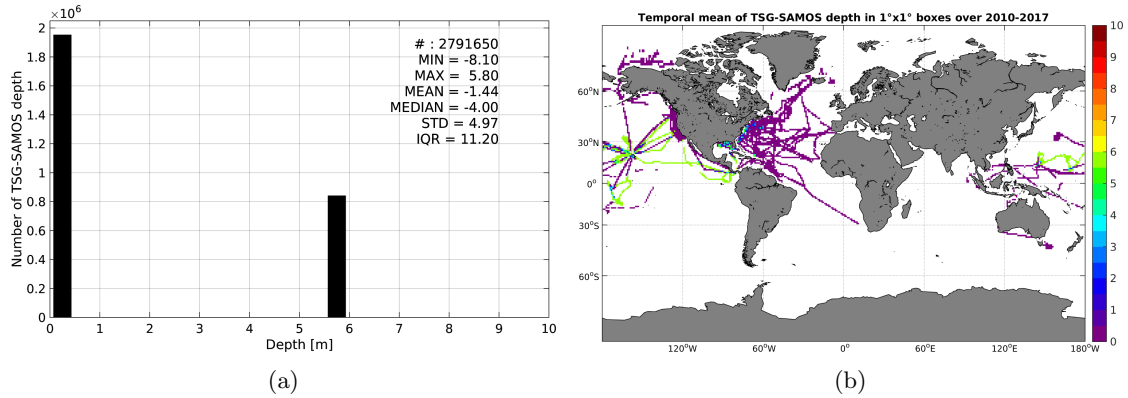 ×10⁶
2
1.8
1.6
1.4
1.2
1
0.8
0.6
0.4
0.2
0
Number of TSG-SAMOS depth
# : 2791650
MIN = -8.10
MAX = 5.80
MEAN = -1.44
MEDIAN = -4.00
STD = 4.97
IQR = 11.20
0 1 2 3 4 5 6 7 8 9 10
Depth [m]
(a)
Temporal mean of TSG-SAMOS depth in 1°x1° boxes over 2010-2017
60°N
30°N
0°
30°S
60°S
120°W 60°W 0° 60°E 120°E 180°W
10
9
8
7
6
5
4
3
2
1
0
(b)